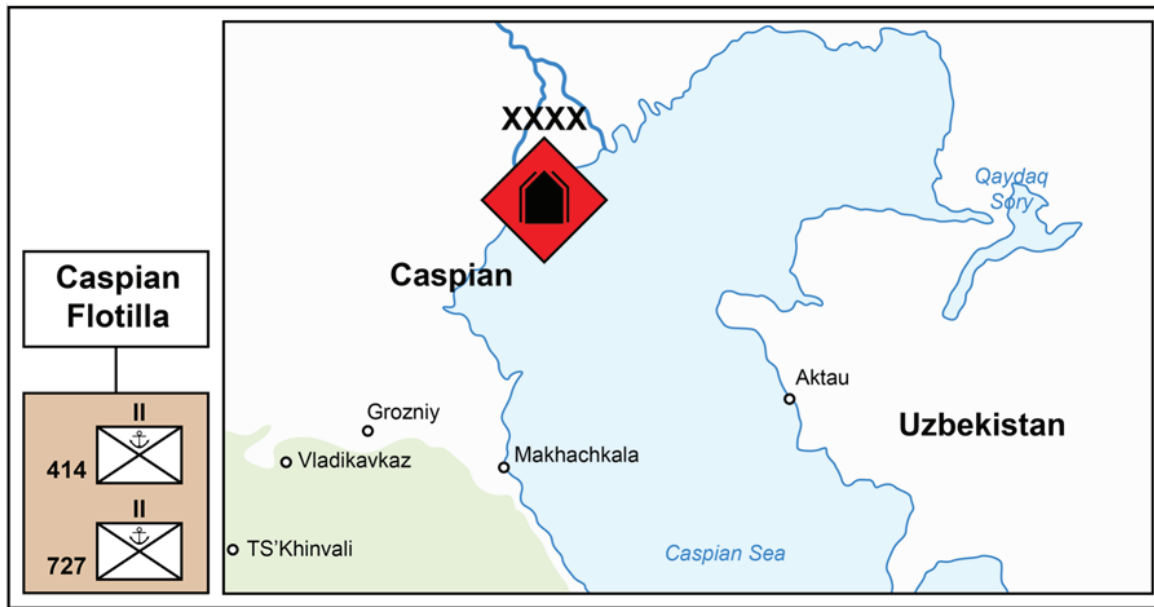 Caspian
Flotilla
II
414
II
727
XXXX
Caspian
Qaydaq
Sory
Aktau
Uzbekistan
Grozniy
Vladikavkaz
Makhachkala
TS’Khinvali
Caspian Sea